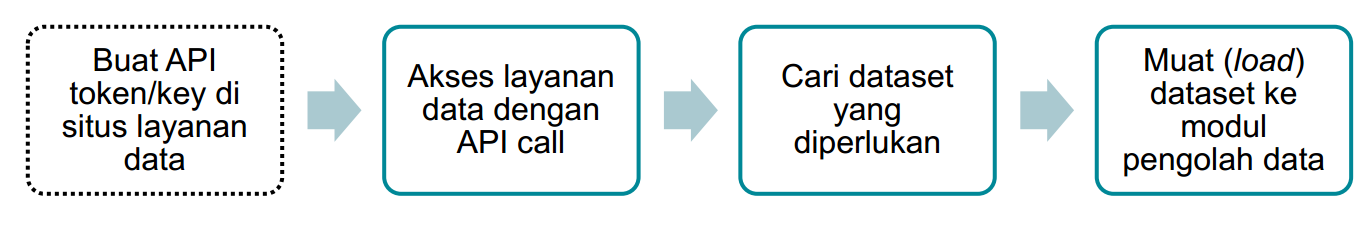 Buat API
token/key di
situs layanan
data
Akses layanan
data dengan
API call
Cari dataset
yang
diperlukan
Muat (load)
dataset ke
modul
pengolah data